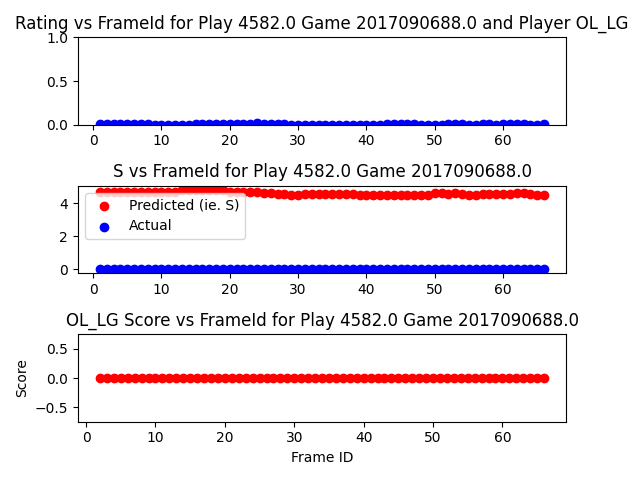 Rating vs FrameId for Play 4582.0 Game 2017090688.0 and Player OL_LG
1.0
0.5
0.0
0 10 20 30 40 50 60
S vs FrameId for Play 4582.0 Game 2017090688.0
4
2
0
Predicted (ie. S)
Actual
0 10 20 30 40 50 60
OL_LG Score vs FrameId for Play 4582.0 Game 2017090688.0
Score
0.5
0.0
−0.5
0 10 20 30 40 50 60
Frame ID